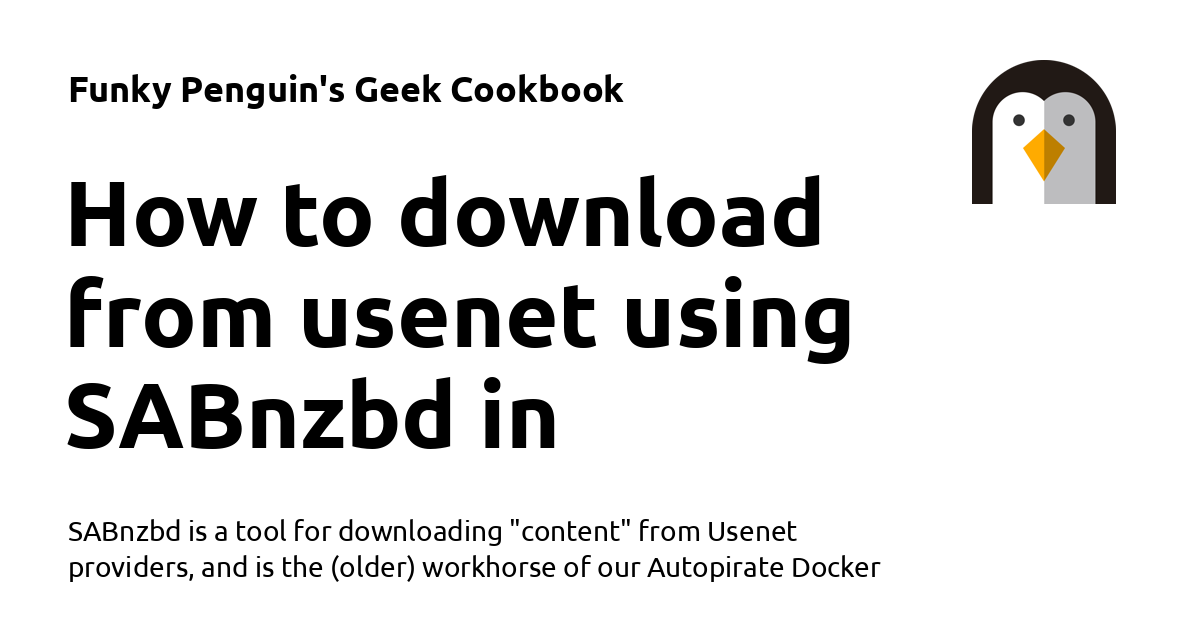 Funky Penguin's Geek Cookbook
How to download
from usenet using
SABnzbd in
SABnzbd is a tool for downloading "content" from Usenet
providers, and is the (older) workhorse of our Autopirate Docker